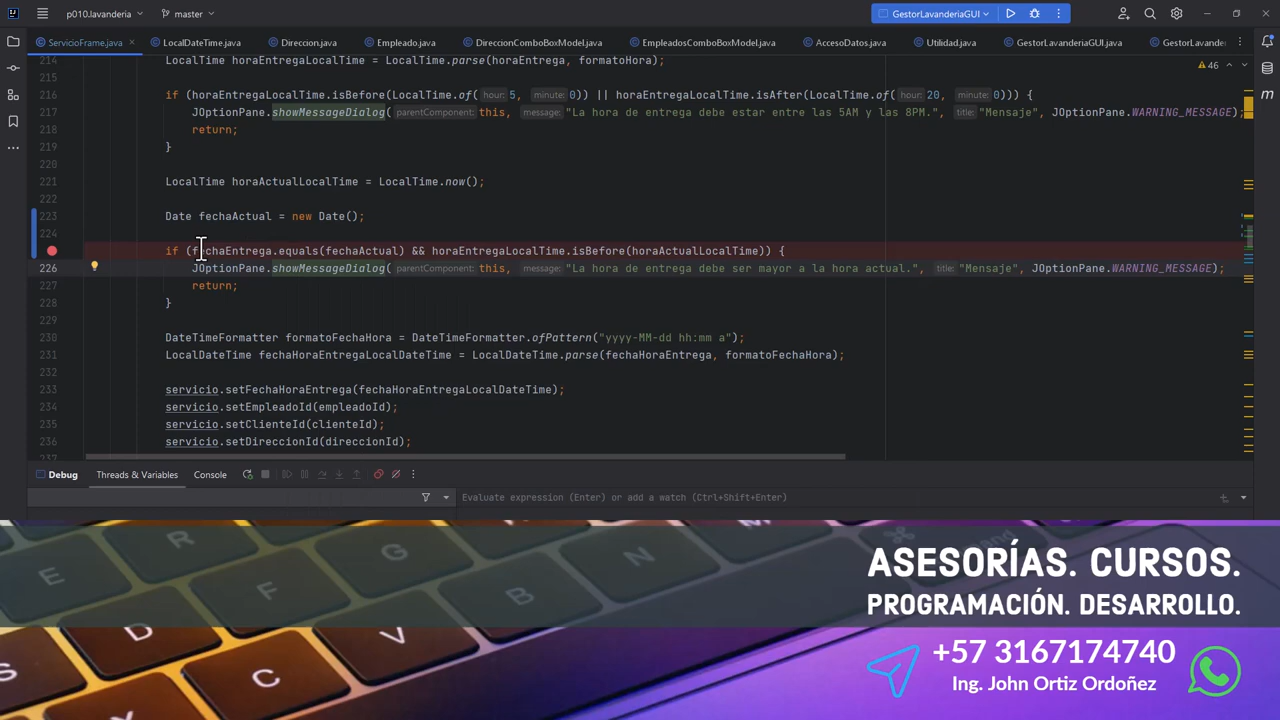 p010.lavanderia
master
GestorLavanderiaGUI
ServicioFrame.java
LocalDateTime.java
Direccion.java
Empleado.java
DireccionComboBoxModel.java
EmpleadosComboBoxModel.java
AccesoDatos.java
Utilidad.java
GestorLavanderiaGUI.java
GestorLavande
214 LocalTime horaEntregaLocalTime = LocalTime.parse(horaEntrega, formatoHora);
46
215
216 if (horaEntregaLocalTime.isBefore(LocalTime.of( hour: 5, minute: 0)) || horaEntregaLocalTime.isAfter(LocalTime.of( hour: 20, minute: 0))) {
217 JOptionPane.showMessageDialog( parentComponent: this, message: "La hora de entrega debe estar entre las 5AM y las 8PM.", title: "Mensaje", JOptionPane.WARNING_MESSAGE);
218 return;
219 }
220
221 LocalTime horaActualLocalTime = LocalTime.now();
222
223 Date fechaActual = new Date();
224
if (fechaEntrega.equals(fechaActual) && horaEntregaLocalTime.isBefore(horaActualLocalTime)) {
226 JOptionPane.showMessageDialog( parentComponent: this, message: "La hora de entrega debe ser mayor a la hora actual.", title: "Mensaje", JOptionPane.WARNING_MESSAGE);
227 return;
228 }
229
230 DateTimeFormatter formatoFechaHora = DateTimeFormatter.ofPattern("yyyy-MM-dd hh:mm a");
231 LocalDateTime fechaHoraEntregaLocalDateTime = LocalDateTime.parse(fechaHoraEntrega, formatoFechaHora);
232
233 servicio.setFechaHoraEntrega(fechaHoraEntregaLocalDateTime);
234 servicio.setEmpleadoId(empleadoId);
235 servicio.setClienteId(clienteId);
236 servicio.setDireccionId(direccionId);
237
Debug
Threads & Variables
Console
Evaluate expression (Enter) or add a watch (Ctrl+Shift+Enter)
ASESORÍAS. CURSOS.
PROGRAMACIÓN. DESARROLLO.
+57 3167174740
Ing. John Ortiz Ordoñez